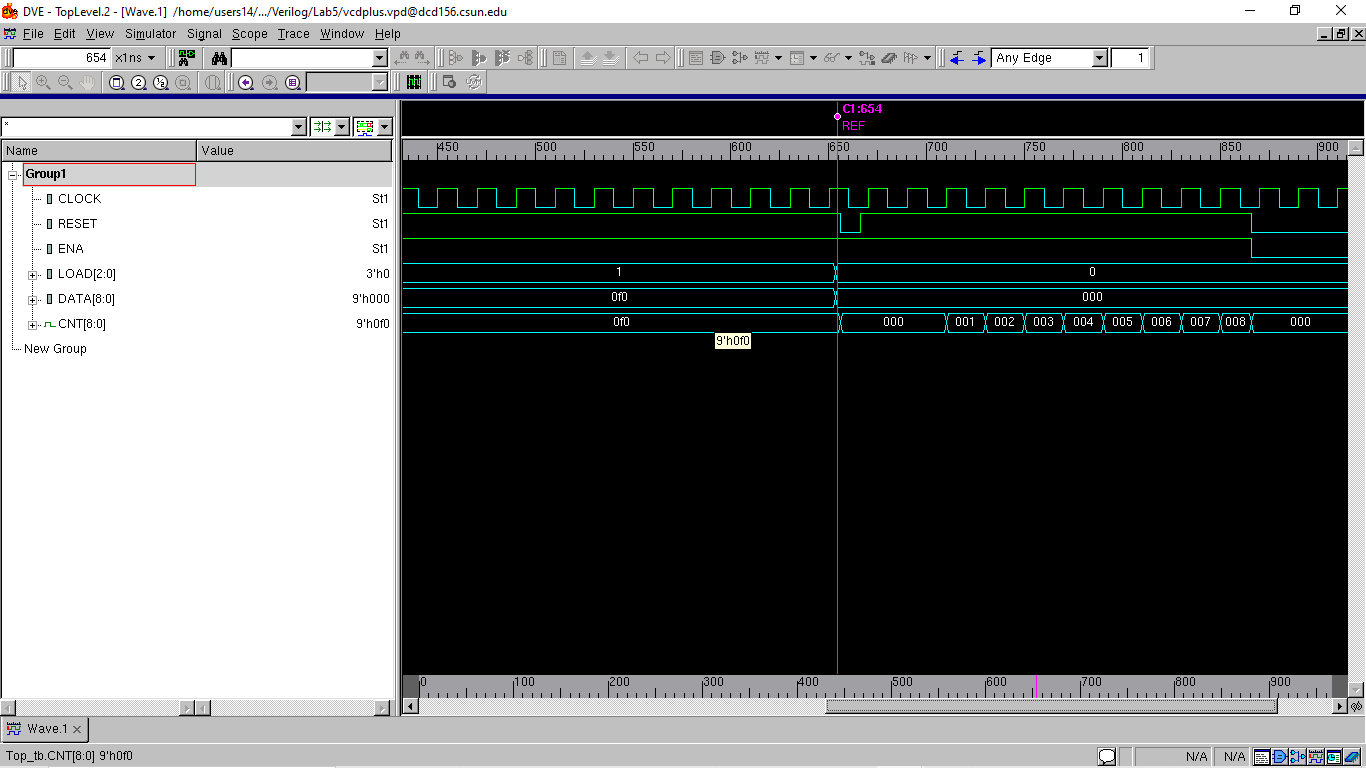 DVE - TopLevel.2 - [Wave.1]  /home/users14/.../Verilog/Lab5/vcdplus.vpd@dcd156.csun.edu
File Edit View Simulator Signal Scope Trace Window Help
654 x1ns Any Edge 1
2 ½
C1:654
REF
*
Name Value
450 500 550 600 650 700 750 800 850 900
Group1
CLOCK St1
RESET St1
ENA St1
LOAD[2:0] 3'h0 1 0
DATA[8:0] 9'h000 0f0 000
CNT[8:0] 9'h0f0 0f0 000 001 002 003 004 005 006 007 008 000
9'h0f0
New Group
0 100 200 300 400 500 600 700 800 900
Wave.1
Top_tb.CNT[8:0] 9'h0f0 N/A N/A